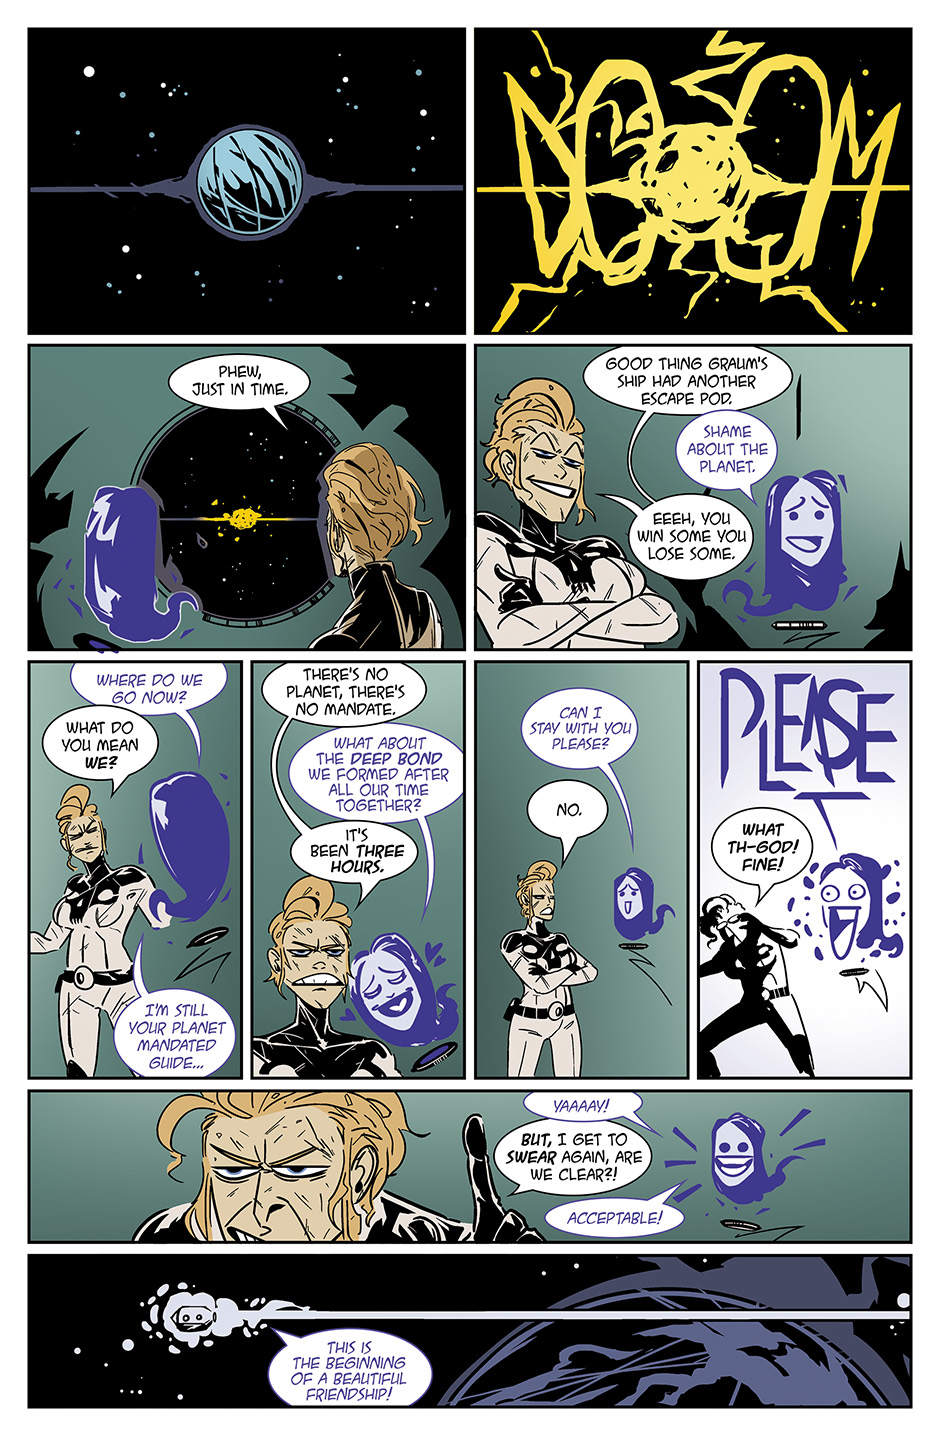 DOOM
PHEW,
JUST IN TIME.
GOOD THING GRAUM'S
SHIP HAD ANOTHER
ESCAPE POD.
SHAME
ABOUT THE
PLANET.
EEEH, YOU
WIN SOME YOU
LOSE SOME.
WHERE DO WE
GO NOW?
WHAT DO
YOU MEAN
WE?
I'M STILL
YOUR PLANET
MANDATED
GUIDE...
THERE'S NO
PLANET, THERE'S
NO MANDATE.
WHAT ABOUT
THE DEEP BOND
WE FORMED AFTER
ALL OUR TIME
TOGETHER?
IT'S
BEEN THREE
HOURS.
CAN I
STAY WITH YOU
PLEASE?
NO.
PLEASE
WHAT
TH-GOD!
FINE!
YAAAAY!
BUT, I GET TO
SWEAR AGAIN, ARE
WE CLEAR?!
ACCEPTABLE!
THIS IS
THE BEGINNING
OF A BEAUTIFUL
FRIENDSHIP!